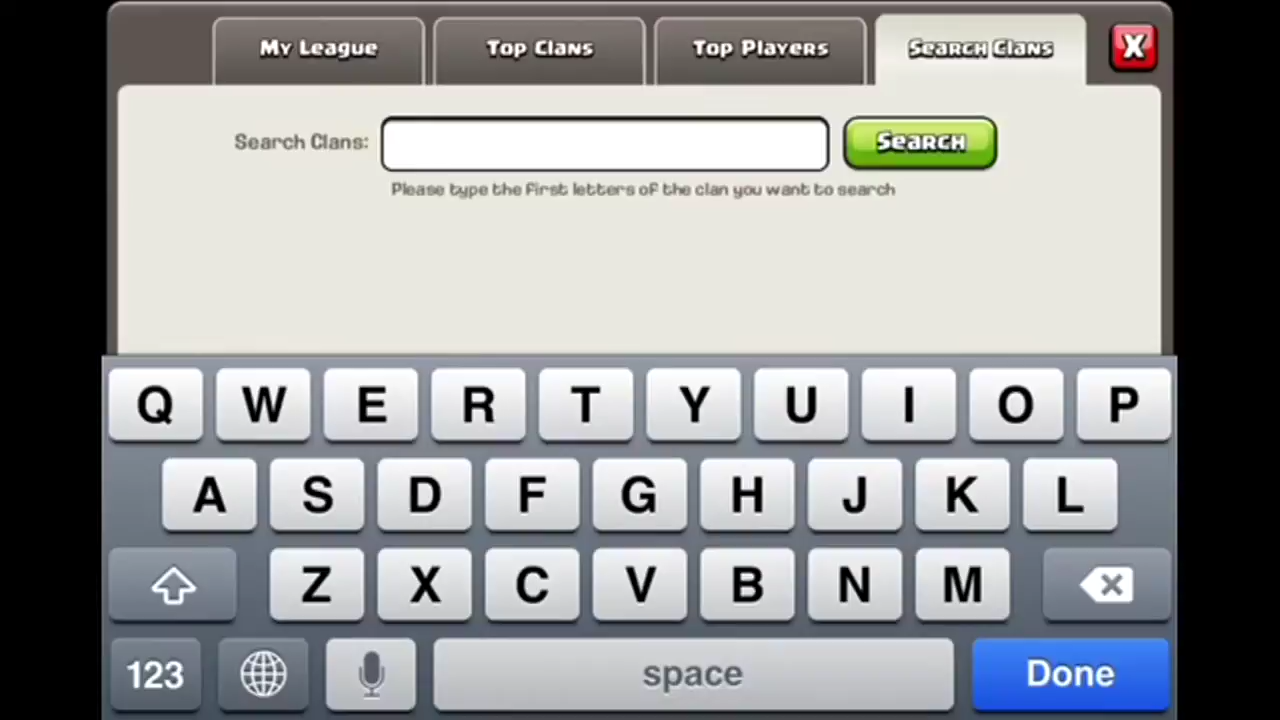 My League
Top Clans
Top Players
Search Clans
X
Search Clans:
Search
Please type the first letters of the clan you want to search
Q W E R T Y U I O P
A S D F G H J K L
Z X C V B N M
123
space
Done